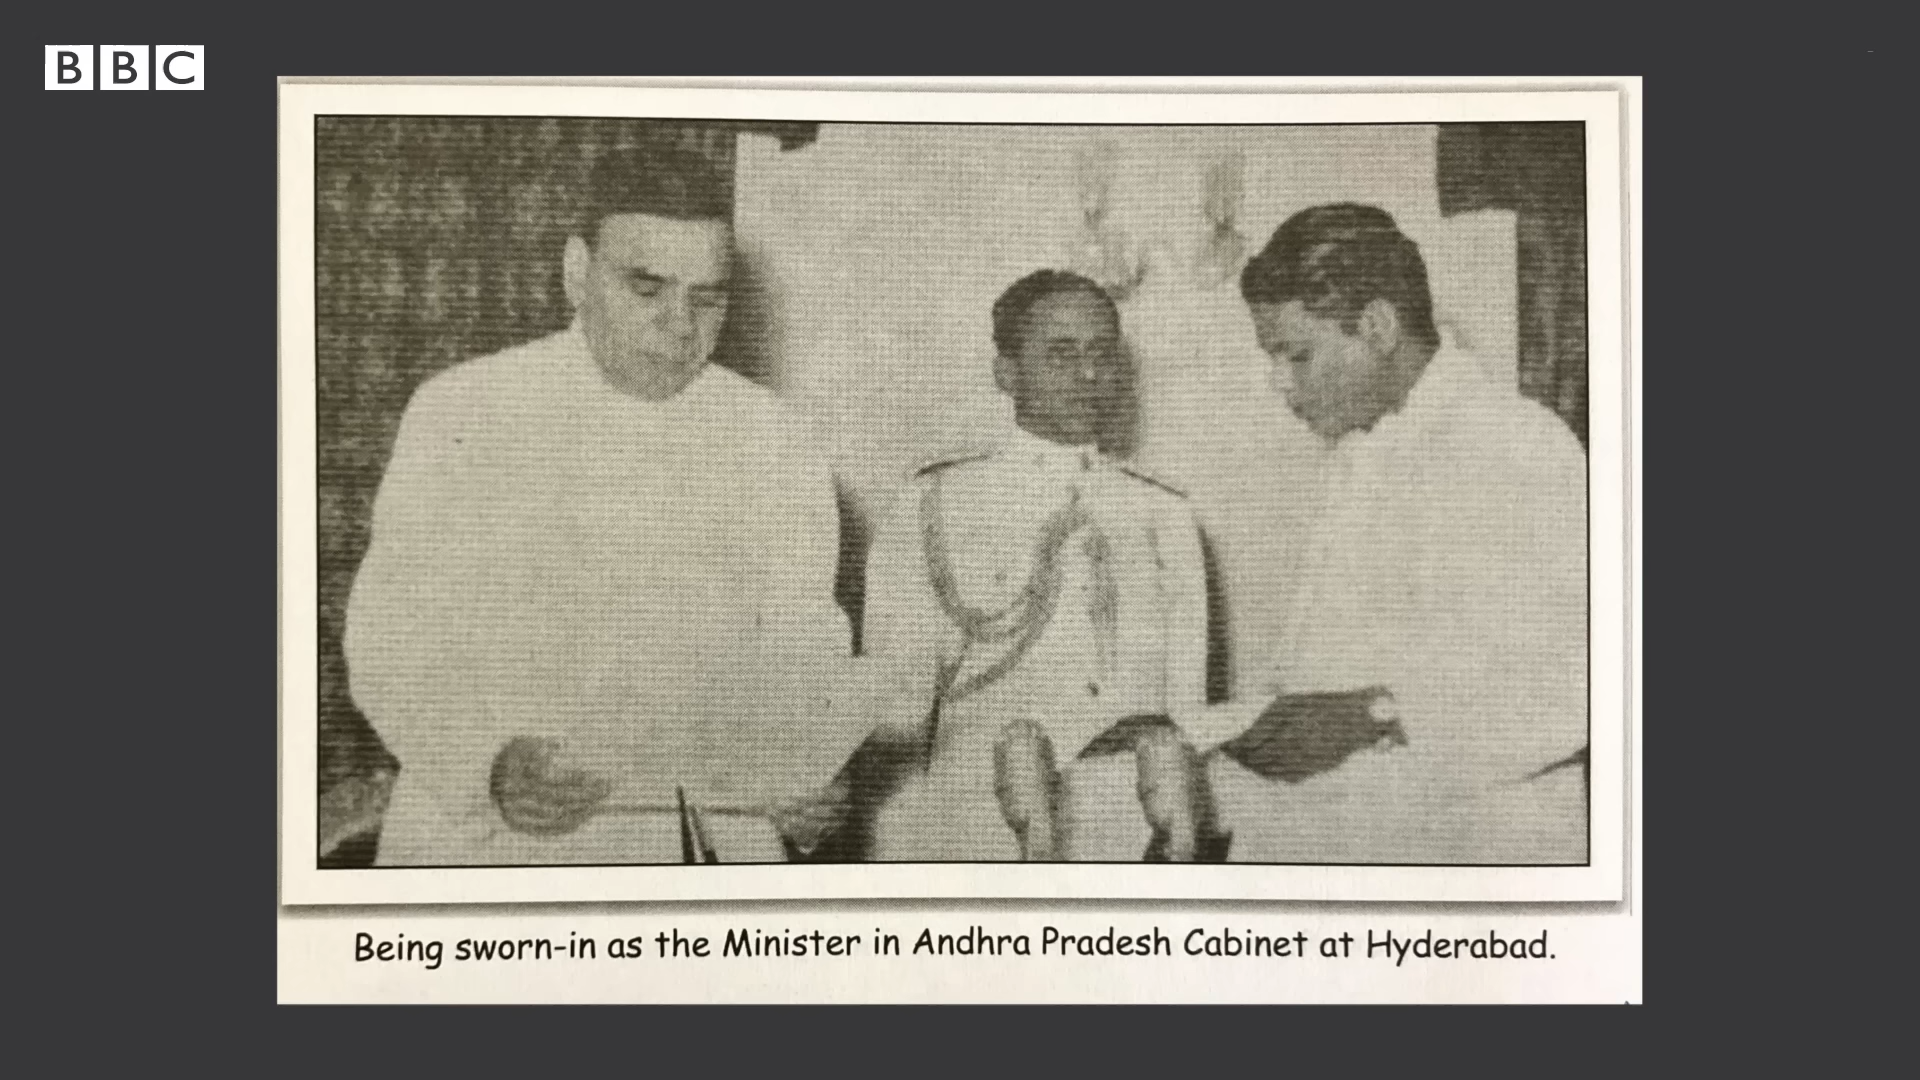 BBC
Being sworn-in as the Minister in Andhra Pradesh Cabinet at Hyderabad.